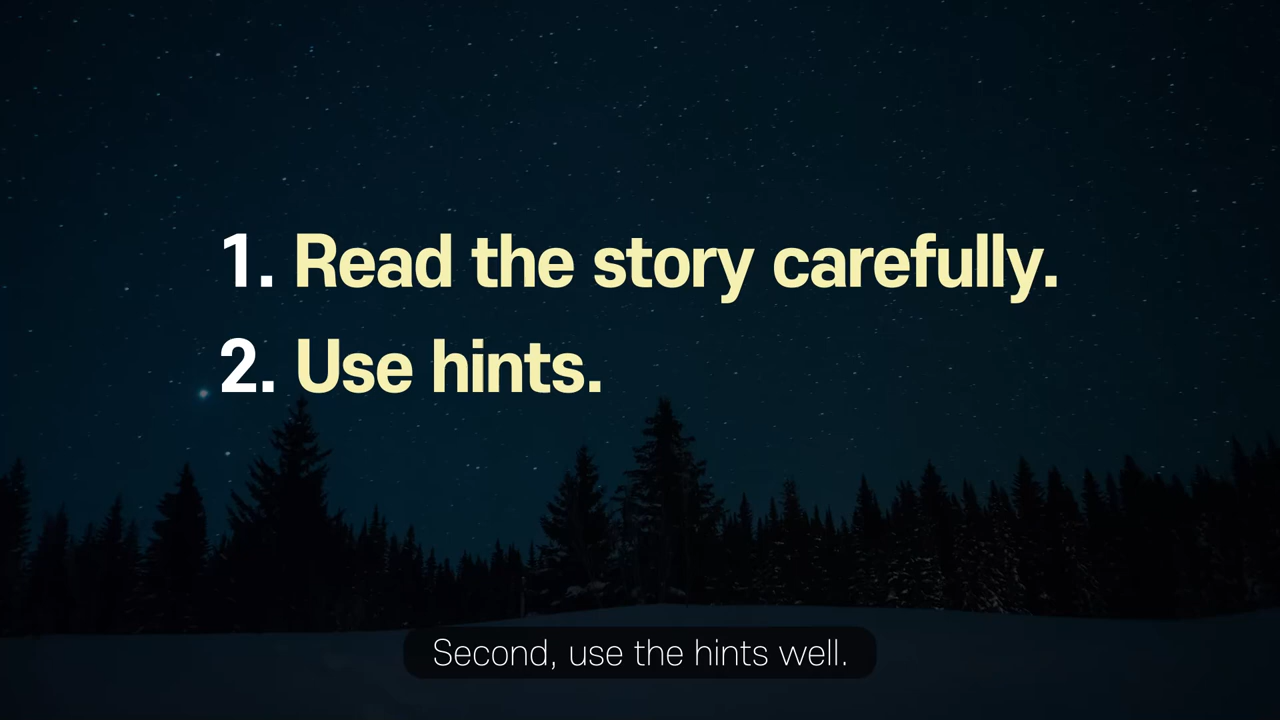 1. Read the story carefully.
2. Use hints.
Second, use the hints well.